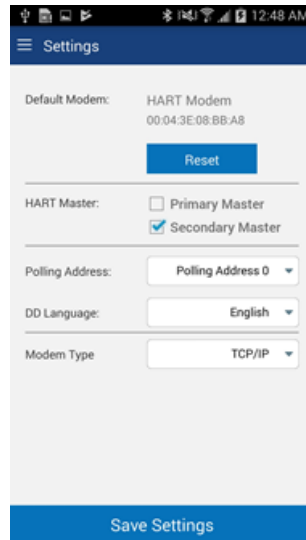 12:48 AM
Settings
Default Modem: HART Modem
00:04:3E:08:BB:A8
Reset
HART Master: Primary Master
Secondary Master
Polling Address: Polling Address 0
DD Language: English
Modem Type TCP/IP
Save Settings